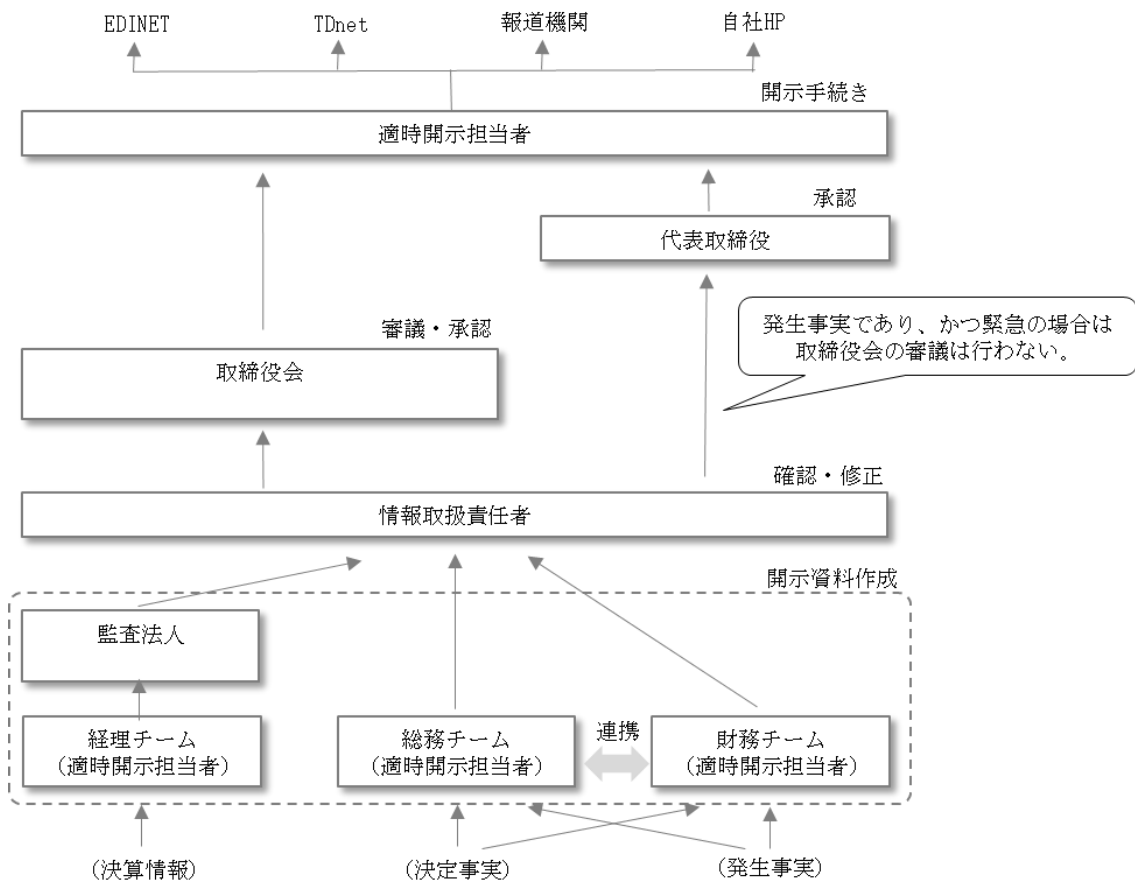 EDINET
TDnet
報道機関
自社HP
開示手続き
適時開示担当者
承認
代表取締役
発生事実であり、かつ緊急の場合は
取締役会の審議は行わない。
審議・承認
取締役会
確認・修正
情報取扱責任者
開示資料作成
監査法人
経理チーム
(適時開示担当者)
総務チーム
(適時開示担当者)
連携
財務チーム
(適時開示担当者)
(決算情報)
(決定事実)
(発生事実)